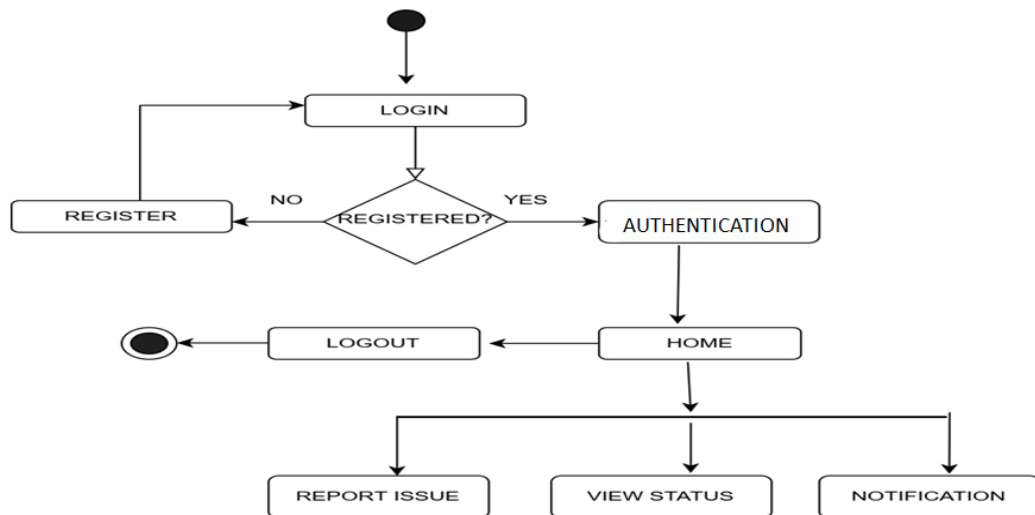 LOGIN
NO
YES
REGISTER
REGISTERED?
AUTHENTICATION
LOGOUT
HOME
REPORT ISSUE
VIEW STATUS
NOTIFICATION